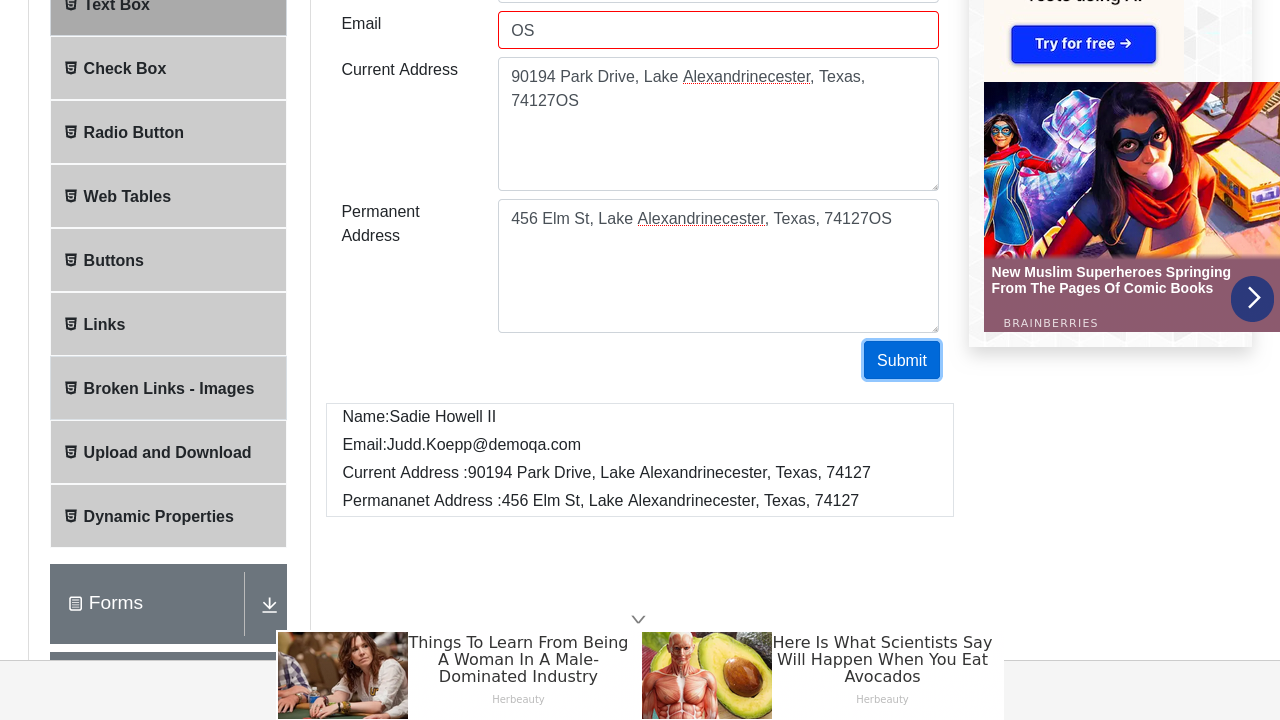 Text Box
Check Box
Radio Button
Web Tables
Buttons
Links
Broken Links - Images
Upload and Download
Dynamic Properties
Forms
Email
OS
Current Address
90194 Park Drive, Lake Alexandrinecester, Texas,
74127OS
Permanent
Address
456 Elm St, Lake Alexandrinecester, Texas, 74127OS
Submit
Name:Sadie Howell II
Email:Judd.Koepp@demoqa.com
Current Address :90194 Park Drive, Lake Alexandrinecester, Texas, 74127
Permananet Address :456 Elm St, Lake Alexandrinecester, Texas, 74127
Try for free →
New Muslim Superheroes Springing
From The Pages Of Comic Books
BRAINBERRIES
Things To Learn From Being
A Woman In A Male-
Dominated Industry
Herbeauty
Here Is What Scientists Say
Will Happen When You Eat
Avocados
Herbeauty